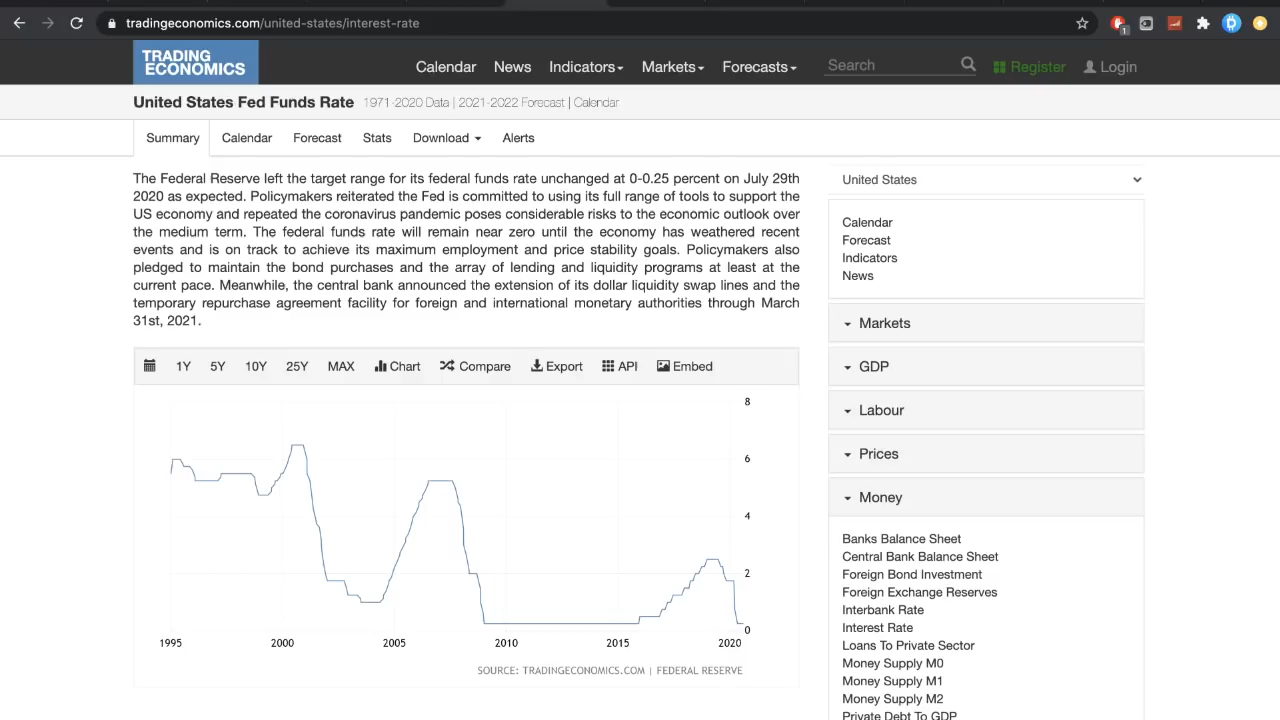 tradingeconomics.com/united-states/interest-rate
1
TRADING
ECONOMICS
Calendar News Indicators Markets Forecasts Search Register Login
United States Fed Funds Rate 1971-2020 Data | 2021-2022 Forecast | Calendar
Summary Calendar Forecast Stats Download Alerts
The Federal Reserve left the target range for its federal funds rate unchanged at 0-0.25 percent on July 29th
2020 as expected. Policymakers reiterated the Fed is committed to using its full range of tools to support the
US economy and repeated the coronavirus pandemic poses considerable risks to the economic outlook over
the medium term. The federal funds rate will remain near zero until the economy has weathered recent
events and is on track to achieve its maximum employment and price stability goals. Policymakers also
pledged to maintain the bond purchases and the array of lending and liquidity programs at least at the
current pace. Meanwhile, the central bank announced the extension of its dollar liquidity swap lines and the
temporary repurchase agreement facility for foreign and international monetary authorities through March
31st, 2021.
1Y 5Y 10Y 25Y MAX Chart Compare Export API Embed
8
6
4
2
0
1995 2000 2005 2010 2015 2020
SOURCE: TRADINGECONOMICS.COM | FEDERAL RESERVE
United States
Calendar
Forecast
Indicators
News
Markets
GDP
Labour
Prices
Money
Banks Balance Sheet
Central Bank Balance Sheet
Foreign Bond Investment
Foreign Exchange Reserves
Interbank Rate
Interest Rate
Loans To Private Sector
Money Supply M0
Money Supply M1
Money Supply M2
Private Debt To GDP